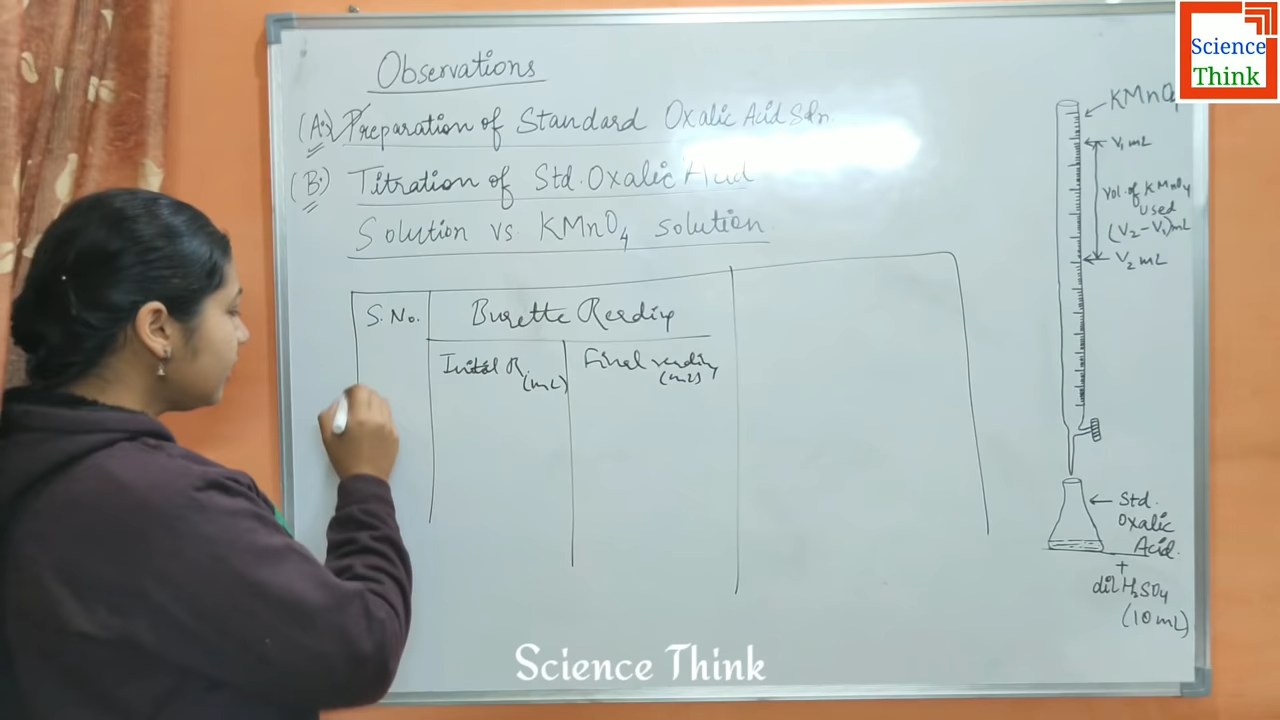 Observations
(A.) Preparation of Standard Oxalic Acid Soln.
(B.) Titration of Std. Oxalic Acid
Solution vs KMnO4 solution.
S. No.
Burette Reading
Initial R.
(mL)
Final reading
(mL)
KMnO
V1 mL
Vol. of KMnO4
used
(V2-V1)mL
V2 mL
Std.
Oxalic
Acid.
+
dil H2SO4
(10 mL)
Science
Think
Science Think